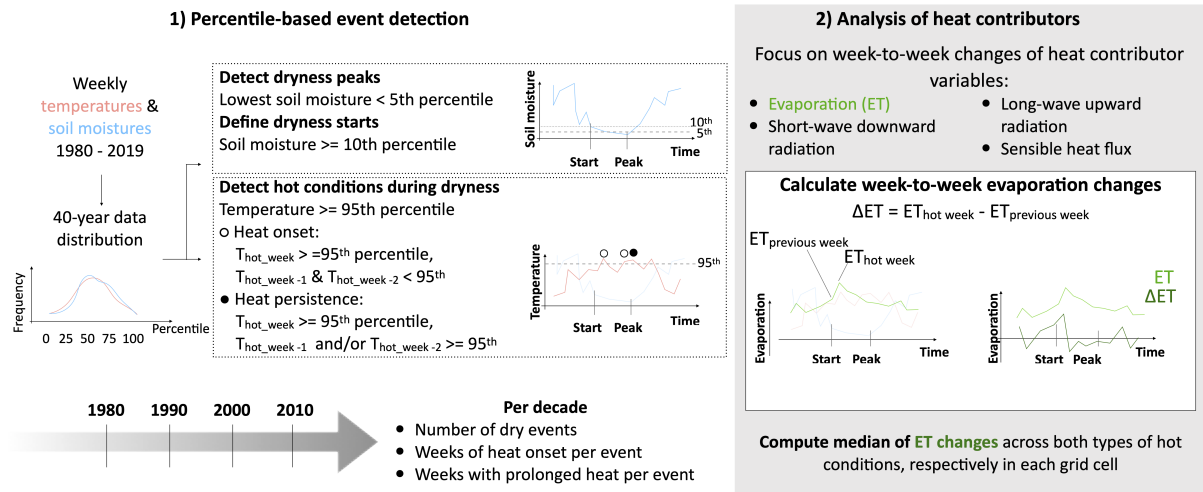 1) Percentile-based event detection
Weekly
temperatures &
soil moistures
1980 - 2019
40-year data
distribution
Frequency
0 25 50 75 100
Percentile
Detect dryness peaks
Lowest soil moisture < 5th percentile
Define dryness starts
Soil moisture >= 10th percentile
Soil moisture
10th
5th
Start Peak Time
Detect hot conditions during dryness
Temperature >= 95th percentile
Heat onset:
Thot_week > =95th percentile,
Thot_week -1 & Thot_week -2 < 95th
Heat persistence:
Thot_week >= 95th percentile,
Thot_week -1 and/or Thot_week -2 >= 95th
Temperature
95th
Start Peak Time
1980 1990 2000 2010
Per decade
Number of dry events
Weeks of heat onset per event
Weeks with prolonged heat per event
2) Analysis of heat contributors
Focus on week-to-week changes of heat contributor
variables:
Evaporation (ET)
Short-wave downward
radiation
Long-wave upward
radiation
Sensible heat flux
Calculate week-to-week evaporation changes
ΔET = EThot week - ETprevious week
ETprevious week
EThot week
Evaporation
Start Peak Time
ET
ΔET
Evaporation
Start Peak Time
Compute median of ET changes across both types of hot
conditions, respectively in each grid cell